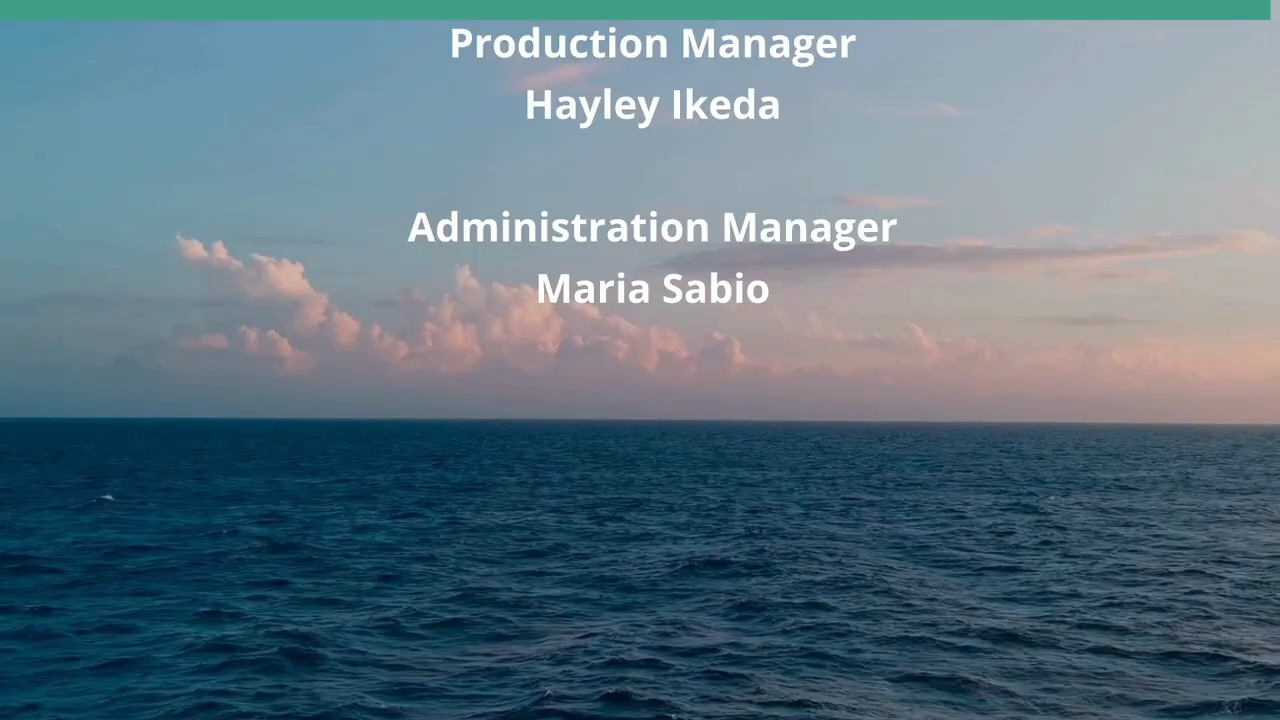 Production Manager
Hayley Ikeda
Administration Manager
Maria Sabio